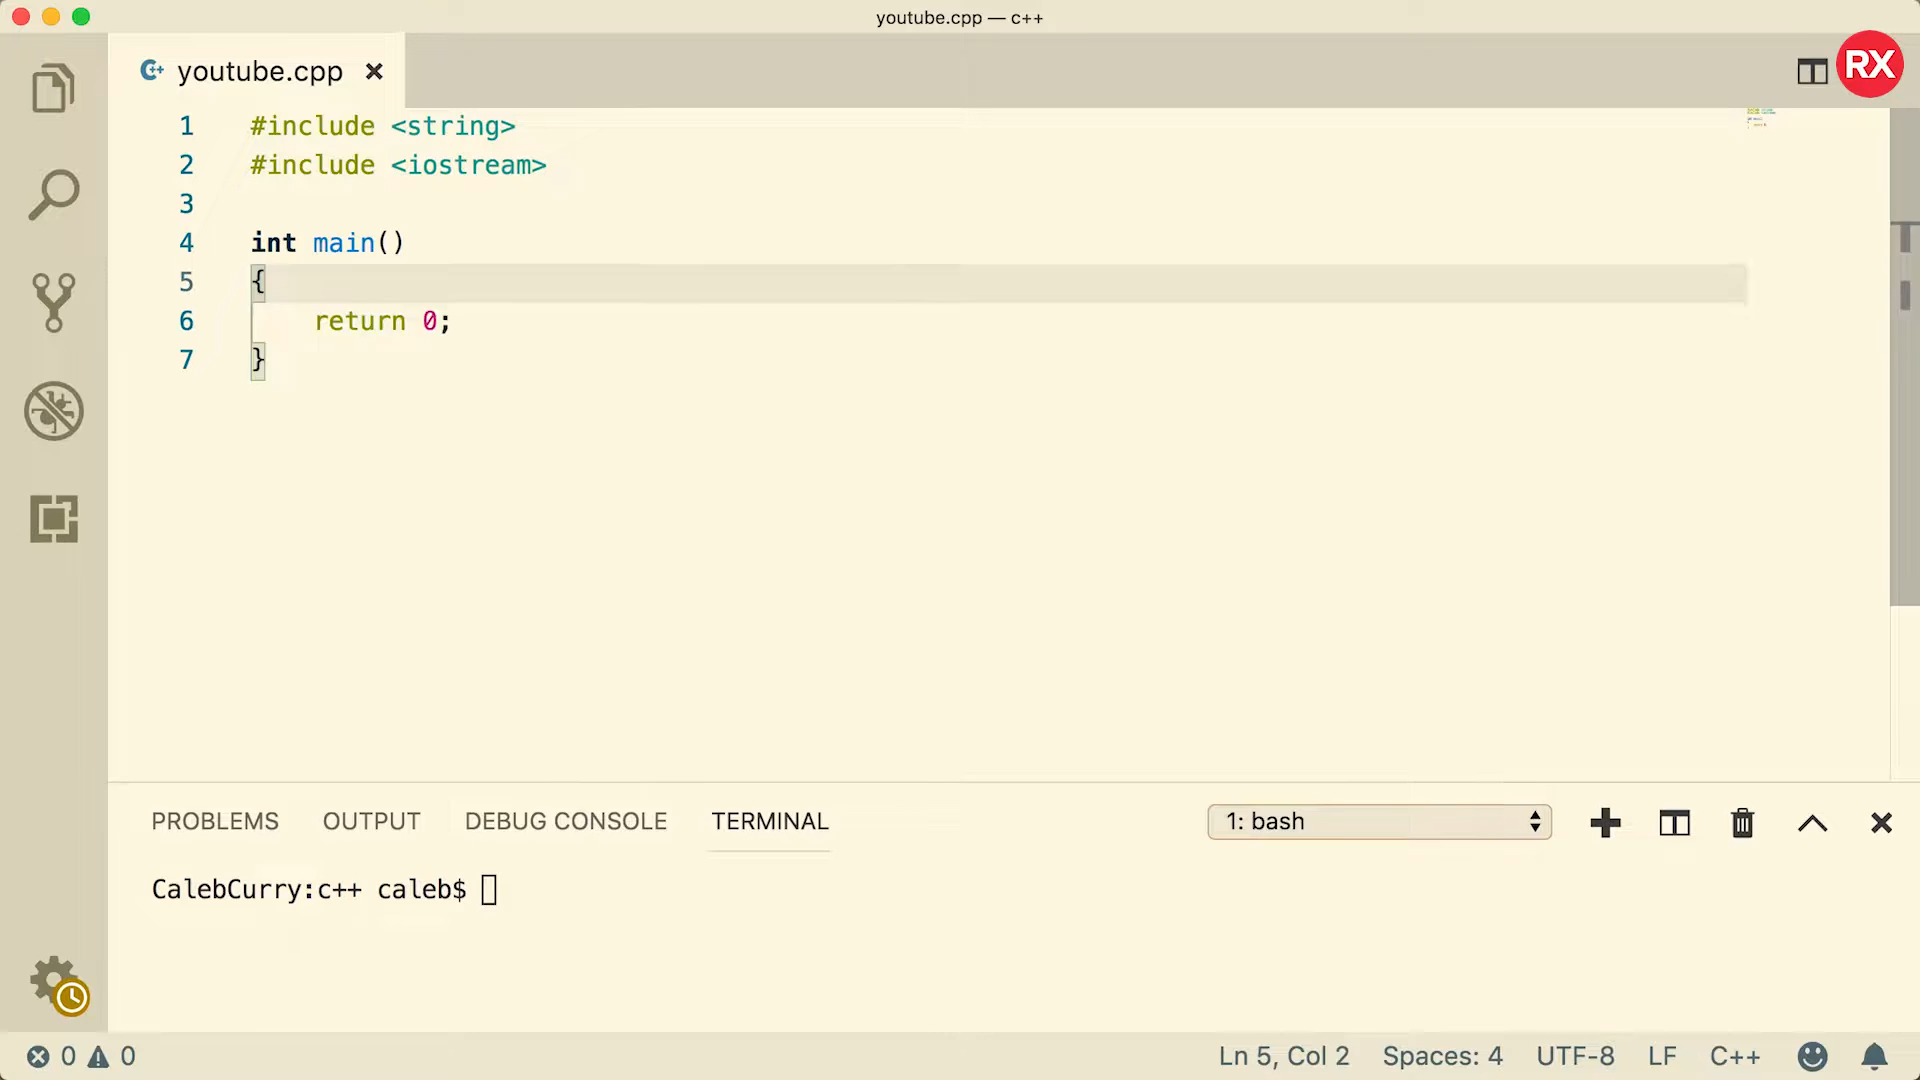 youtube.cpp — c++
youtube.cpp
RX
1 #include <string>
2 #include <iostream>
3
4 int main()
5 {
6     return 0;
7 }
PROBLEMS OUTPUT DEBUG CONSOLE TERMINAL 1: bash
CalebCurry:c++ caleb$
0 0 Ln 5, Col 2 Spaces: 4 UTF-8 LF C++